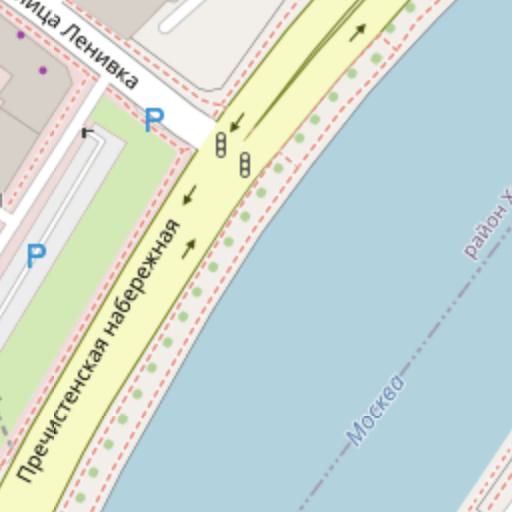 ица Ленивка
P
P
Пречистенская набережная
район Х
Москва